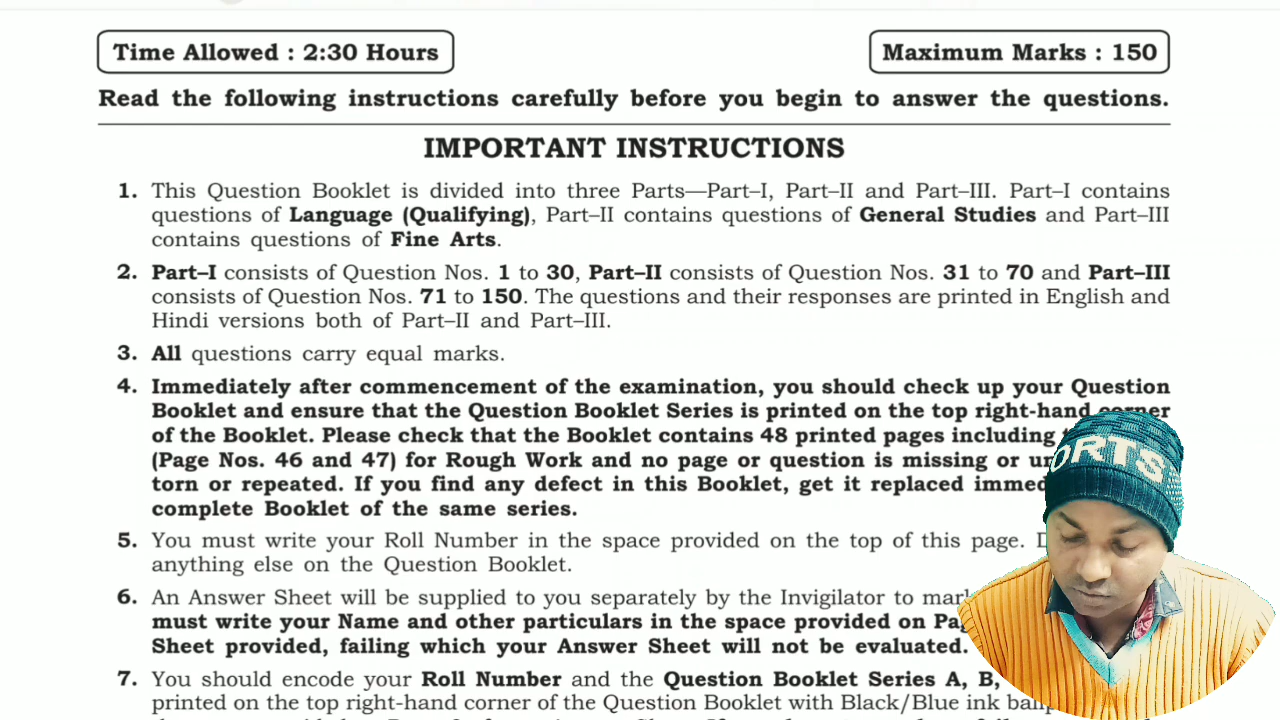 Time Allowed : 2:30 Hours
Maximum Marks : 150
Read the following instructions carefully before you begin to answer the questions.
IMPORTANT INSTRUCTIONS
1. This Question Booklet is divided into three Parts—Part–I, Part–II and Part–III. Part–I contains
questions of Language (Qualifying), Part–II contains questions of General Studies and Part–III
contains questions of Fine Arts.
2. Part–I consists of Question Nos. 1 to 30, Part–II consists of Question Nos. 31 to 70 and Part–III
consists of Question Nos. 71 to 150. The questions and their responses are printed in English and
Hindi versions both of Part–II and Part–III.
3. All questions carry equal marks.
4. Immediately after commencement of the examination, you should check up your Question
Booklet and ensure that the Question Booklet Series is printed on the top right-hand corner
of the Booklet. Please check that the Booklet contains 48 printed pages including
(Page Nos. 46 and 47) for Rough Work and no page or question is missing or
torn or repeated. If you find any defect in this Booklet, get it replaced
complete Booklet of the same series.
5. You must write your Roll Number in the space provided on the top of this page.
anything else on the Question Booklet.
6. An Answer Sheet will be supplied to you separately by the Invigilator to
must write your Name and other particulars in the space provided on
Sheet provided, failing which your Answer Sheet will not be evaluated.
7. You should encode your Roll Number and the Question Booklet Series A, B,
printed on the top right-hand corner of the Question Booklet with Black/Blue ink
ORTS